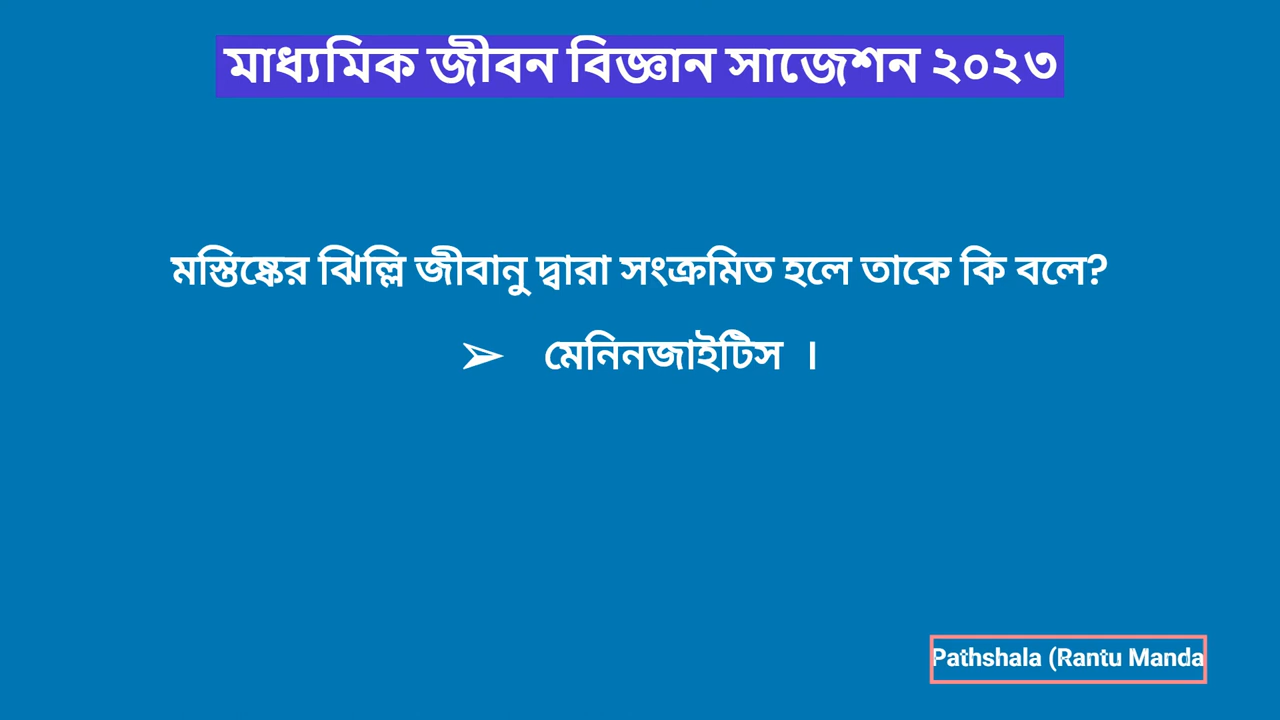 মাধ্যমিক জীবন বিজ্ঞান সাজেশন ২০২৩
মস্তিষ্কের ঝিল্লি জীবানু দ্বারা সংক্রমিত হলে তাকে কি বলে?
➢ মেনিনজাইটিস ।
Pathshala (Rantu Manda